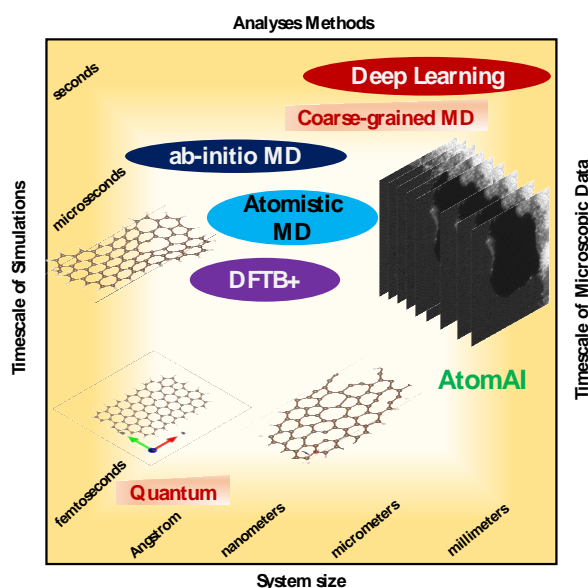 Analyses Methods
seconds
Deep Learning
Coarse-grained MD
ab-initio MD
microseconds
Atomistic
MD
DFTB+
Timescale of Simulations
Timescale of Microscopic Data
AtomAI
femtoseconds
Quantum
Angstrom
nanometers
micrometers
millimeters
System size